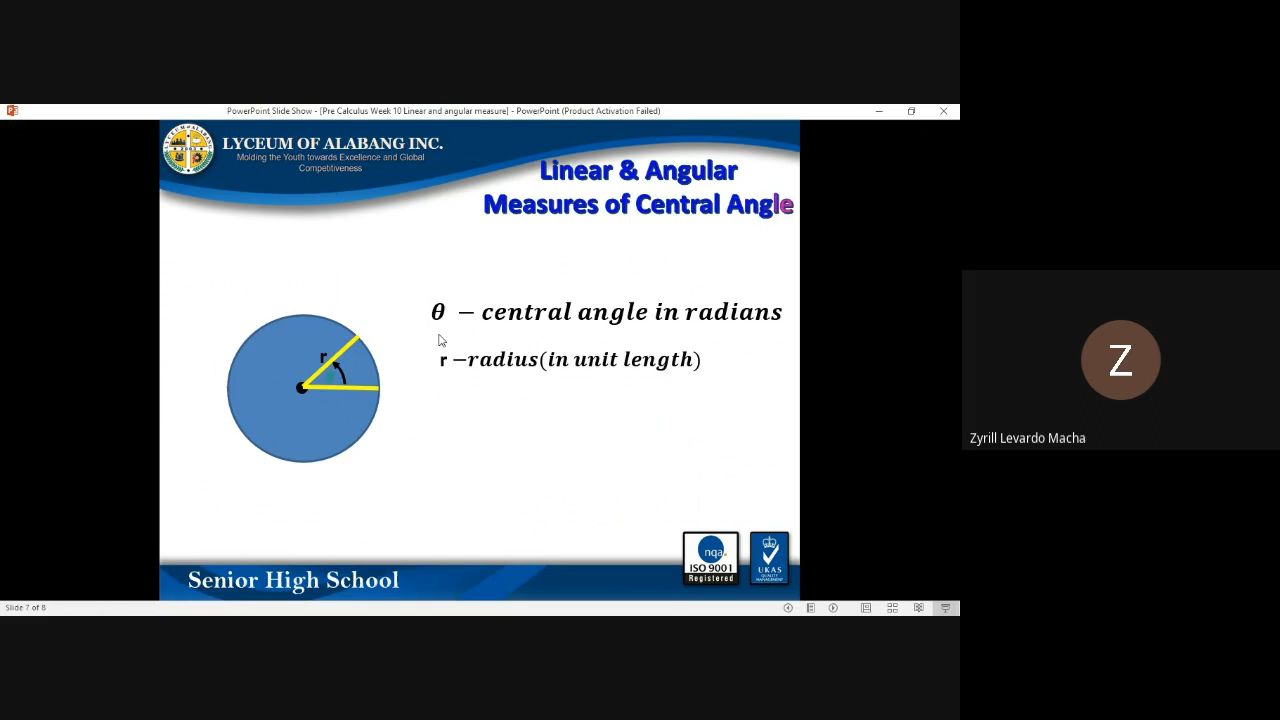 PowerPoint Slide Show - [Pre Calculus Week 10 Linear and angular measure] - PowerPoint (Product Activation Failed)
LYCEUM OF ALABANG INC.
Molding the Youth towards Excellence and Global
Competitiveness
Linear & Angular
Measures of Central Angle
θ − central angle in radians
r −radius(in unit length)
r
Z
Zyrill Levardo Macha
nqa.
ISO 9001
Registered
UKAS
QUALITY
MANAGEMENT
Senior High School
Slide 7 of 8